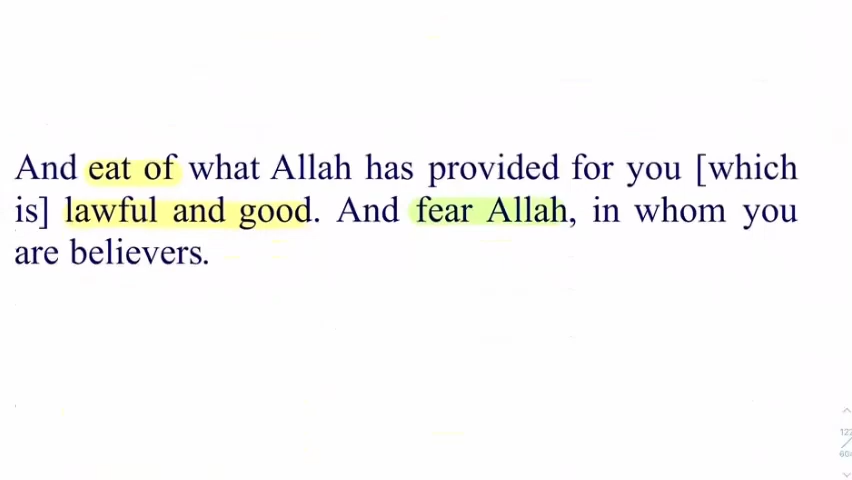 And eat of what Allah has provided for you [which
is] lawful and good. And fear Allah, in whom you
are believers.